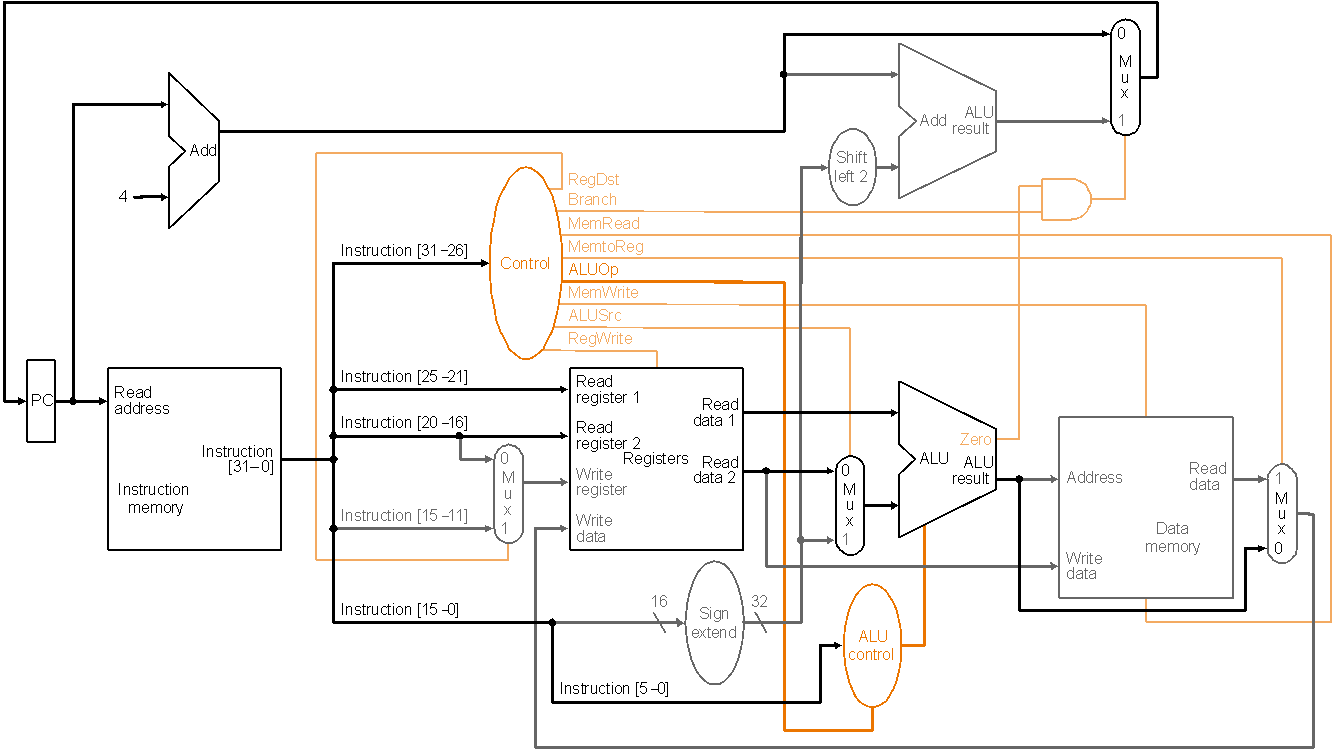 0
M
u
x
1
Add
ALU
result
Shift
left 2
Add
4
RegDst
Branch
MemRead
MemtoReg
ALUOp
MemWrite
ALUSrc
RegWrite
Control
Instruction [31–26]
Instruction [25–21]
Instruction [20–16]
Instruction [15–11]
Instruction [15–0]
Instruction [5–0]
PC
Read
address
Instruction
[31–0]
Instruction
memory
0
M
u
x
1
Read
register 1
Read
register 2
Write
register
Write
data
Registers
Read
data 1
Read
data 2
0
M
u
x
1
Zero
ALU
ALU
result
Address
Write
data
Read
data
Data
memory
1
M
u
x
0
16
Sign
extend
32
ALU
control